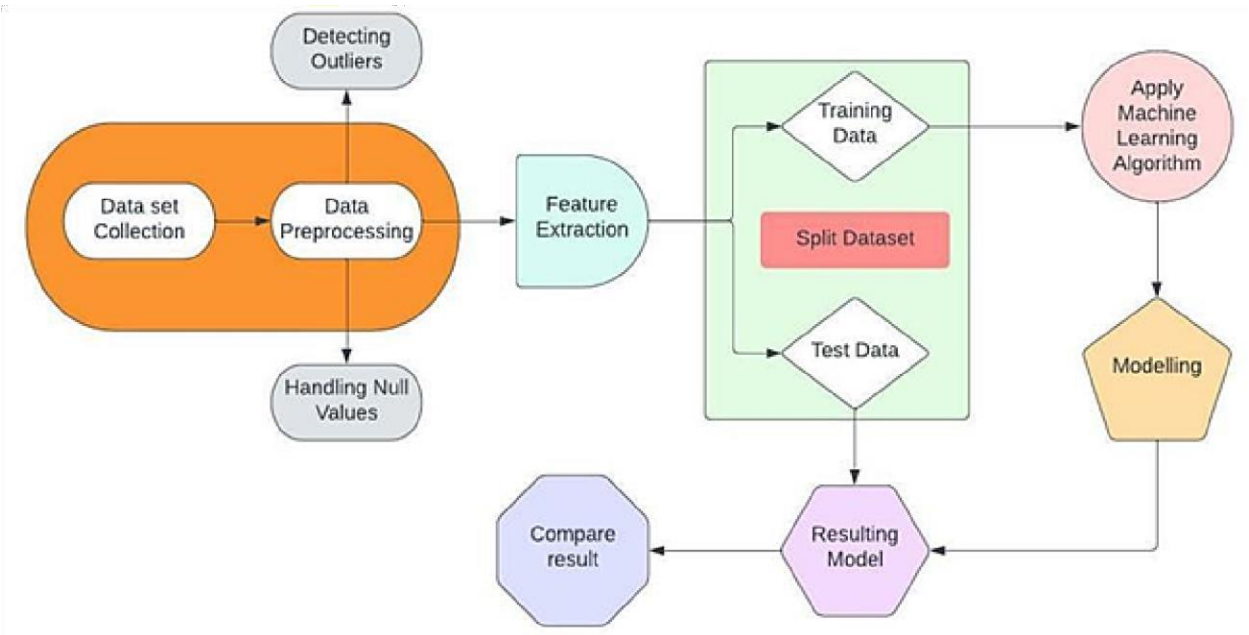 Detecting
Outliers
Data set
Collection
Data
Preprocessing
Handling Null
Values
Feature
Extraction
Training
Data
Split Dataset
Test Data
Apply
Machine
Learning
Algorithm
Modelling
Resulting
Model
Compare
result